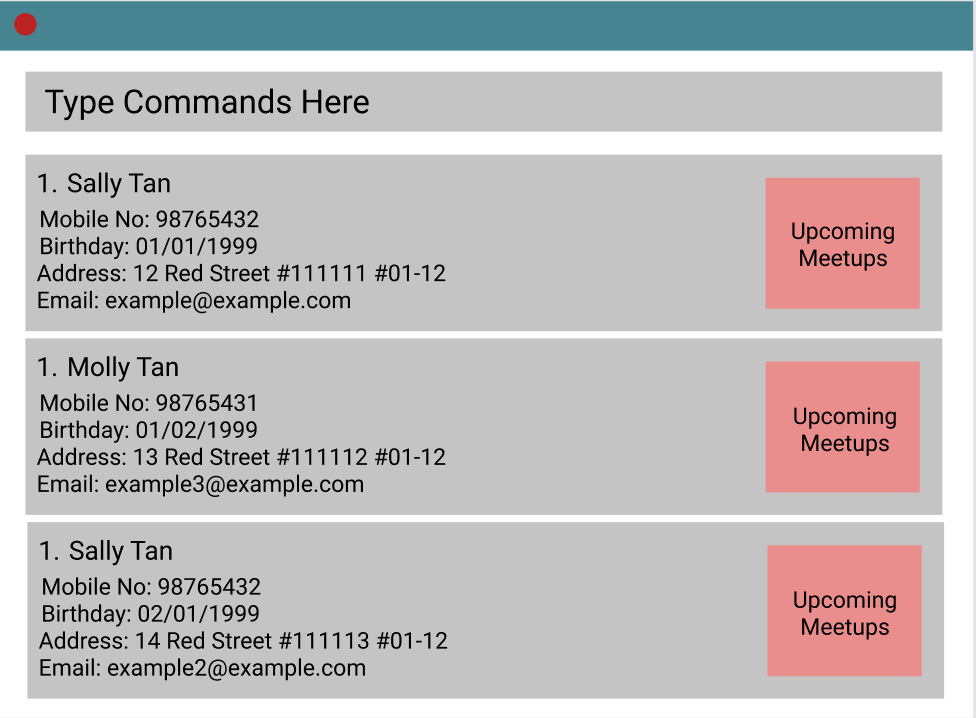 Type Commands Here
1. Sally Tan
Mobile No: 98765432
Birthday: 01/01/1999
Address: 12 Red Street #111111 #01-12
Email: example@example.com
Upcoming
Meetups
1. Molly Tan
Mobile No: 98765431
Birthday: 01/02/1999
Address: 13 Red Street #111112 #01-12
Email: example3@example.com
Upcoming
Meetups
1. Sally Tan
Mobile No: 98765432
Birthday: 02/01/1999
Address: 14 Red Street #111113 #01-12
Email: example2@example.com
Upcoming
Meetups